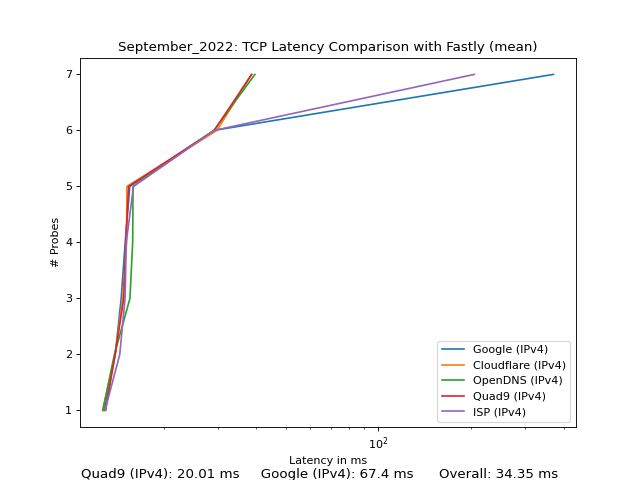 September_2022: TCP Latency Comparison with Fastly (mean)
# Probes
7
6
5
4
3
2
1
Google (IPv4)
Cloudflare (IPv4)
OpenDNS (IPv4)
Quad9 (IPv4)
ISP (IPv4)
10²
Latency in ms
Quad9 (IPv4): 20.01 ms Google (IPv4): 67.4 ms Overall: 34.35 ms